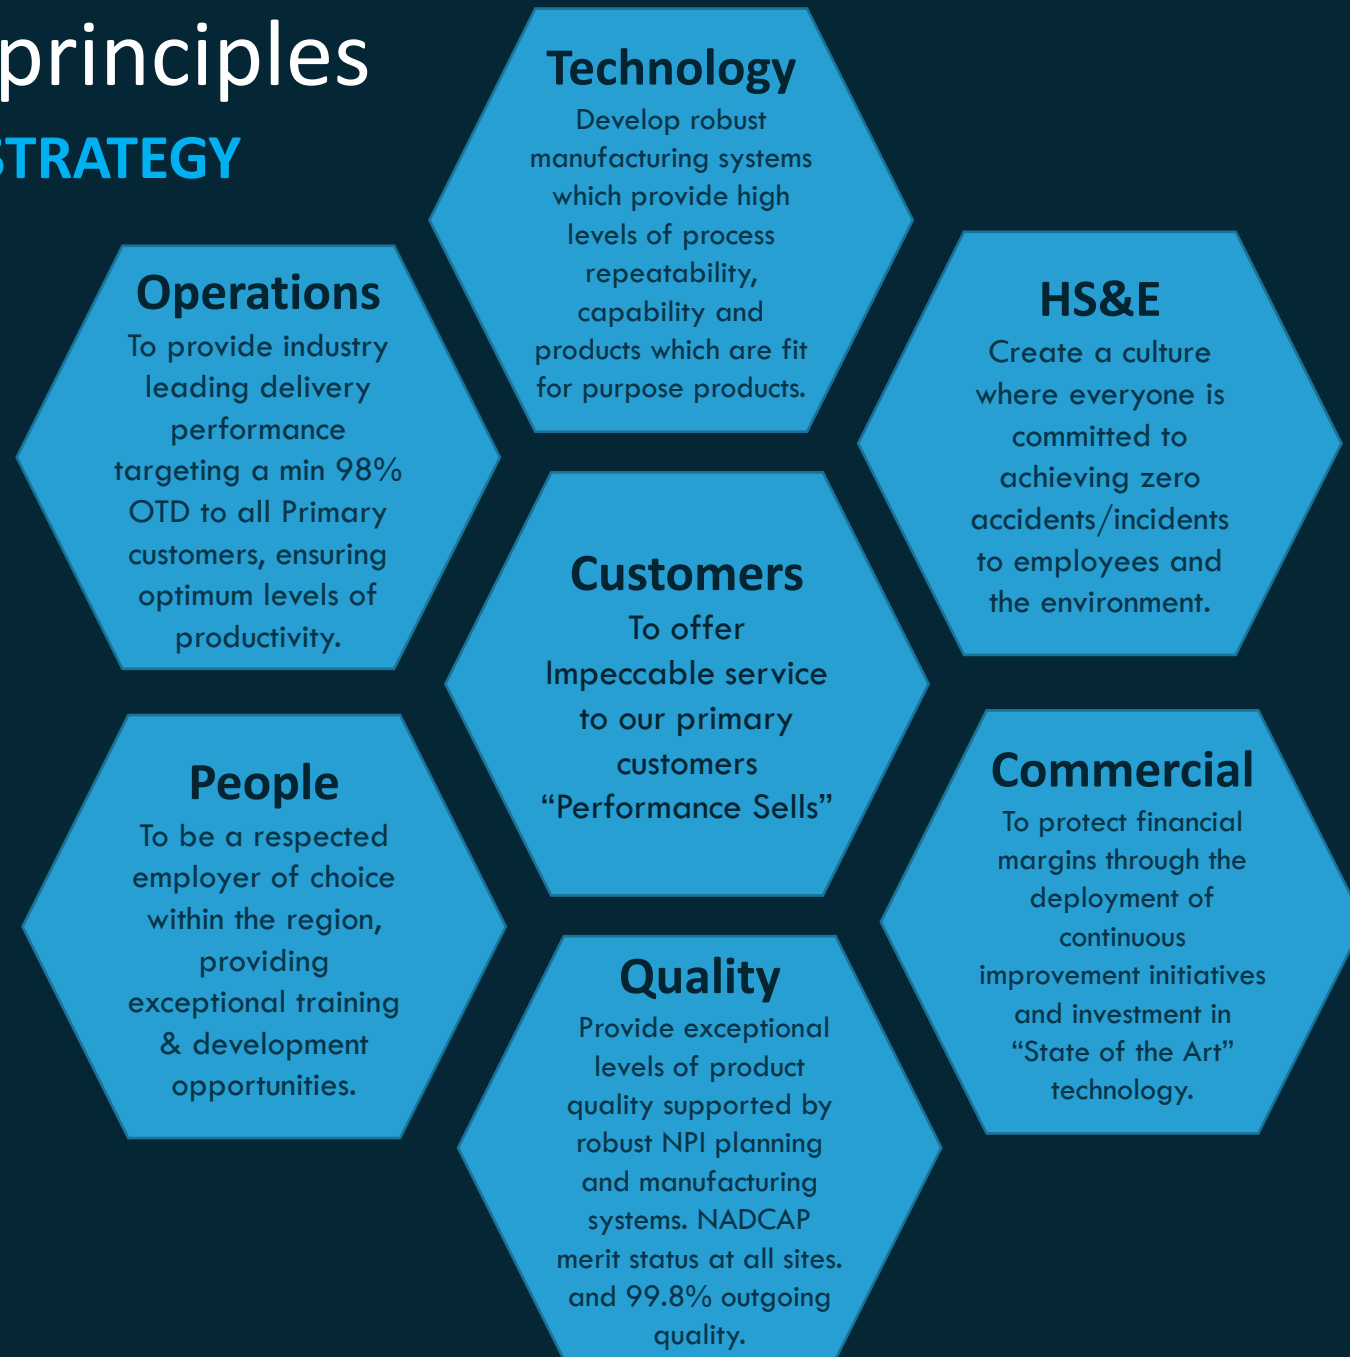 principles
STRATEGY
Technology
Develop robust
manufacturing systems
which provide high
levels of process
repeatability,
capability and
products which are fit
for purpose products.
Operations
To provide industry
leading delivery
performance
targeting a min 98%
OTD to all Primary
customers, ensuring
optimum levels of
productivity.
HS&E
Create a culture
where everyone is
committed to
achieving zero
accidents/incidents
to employees and
the environment.
Customers
To offer
Impeccable service
to our primary
customers
“Performance Sells”
People
To be a respected
employer of choice
within the region,
providing
exceptional training
& development
opportunities.
Commercial
To protect financial
margins through the
deployment of
continuous
improvement initiatives
and investment in
“State of the Art”
technology.
Quality
Provide exceptional
levels of product
quality supported by
robust NPI planning
and manufacturing
systems. NADCAP
merit status at all sites.
and 99.8% outgoing
quality.